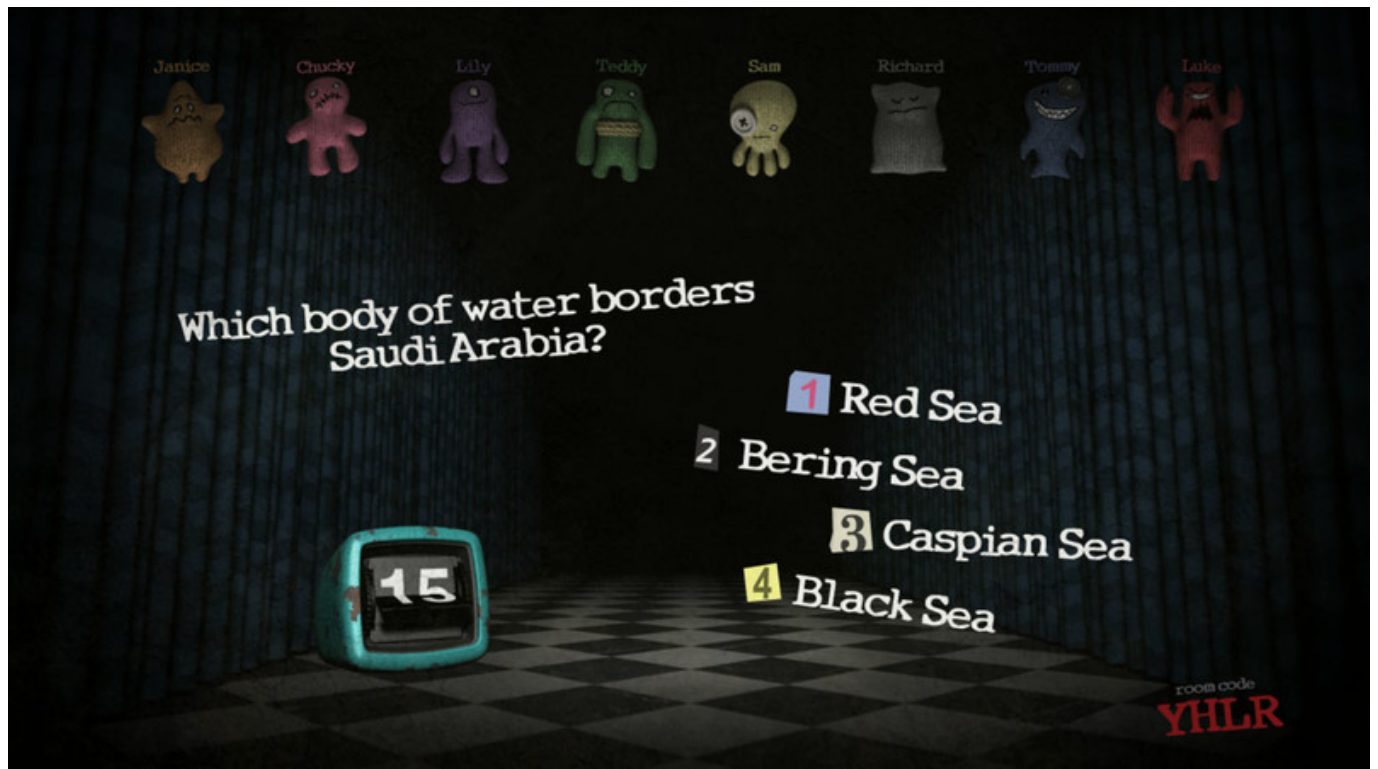 Janice
Chucky
Lily
Teddy
Sam
Richard
Tommy
Luke
Which body of water borders
Saudi Arabia?
1 Red Sea
2 Bering Sea
3 Caspian Sea
4 Black Sea
15
room code
YHLR